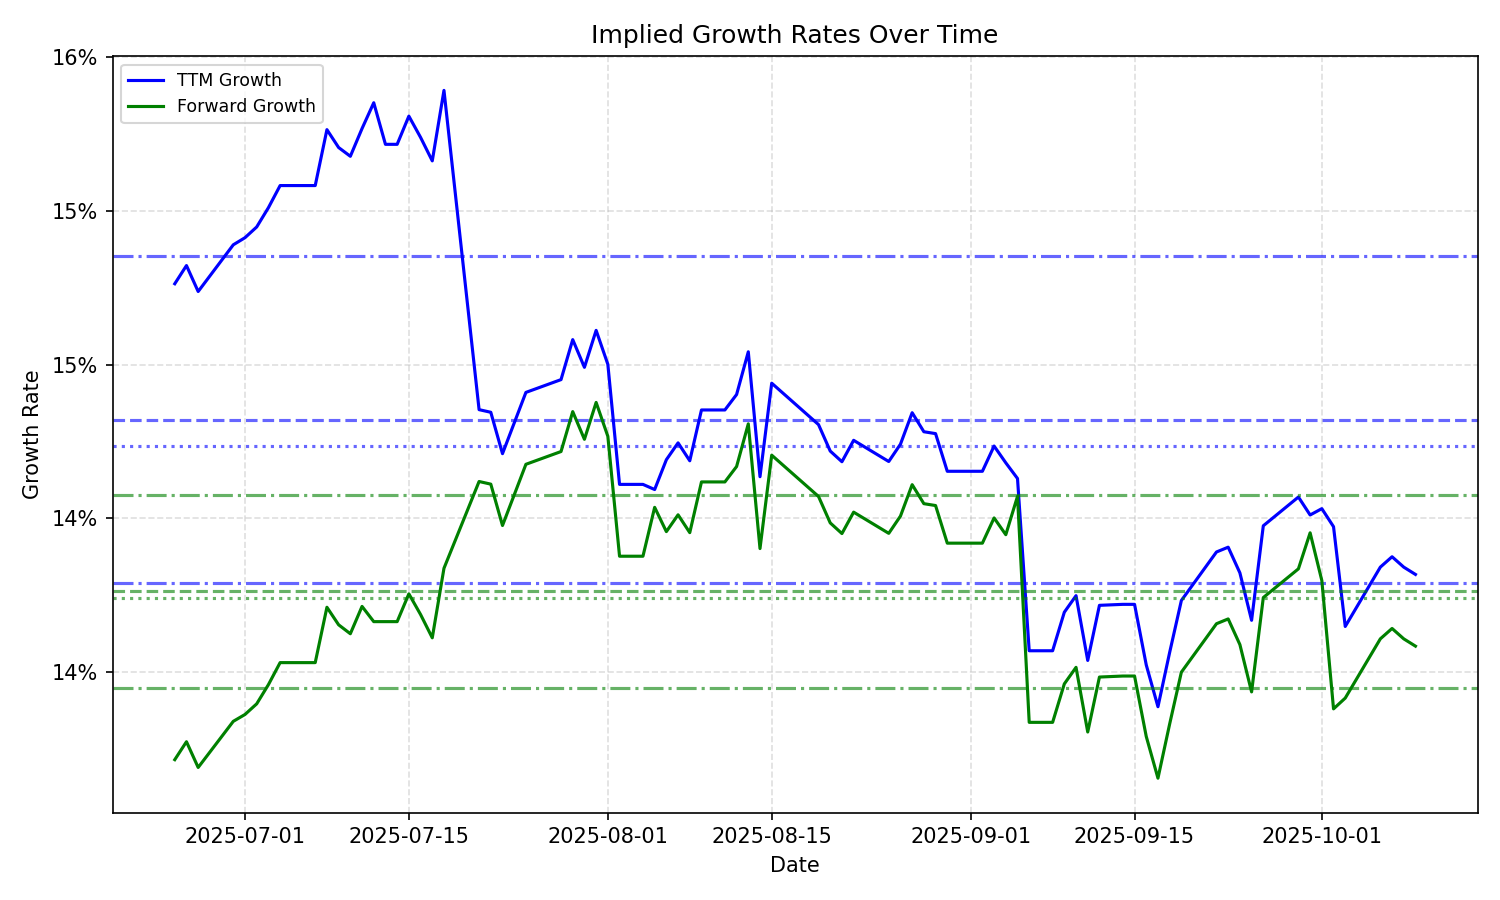 Implied Growth Rates Over Time
TTM Growth
Forward Growth
16%
15%
15%
14%
14%
Growth Rate
2025-07-01
2025-07-15
2025-08-01
2025-08-15
2025-09-01
2025-09-15
2025-10-01
Date